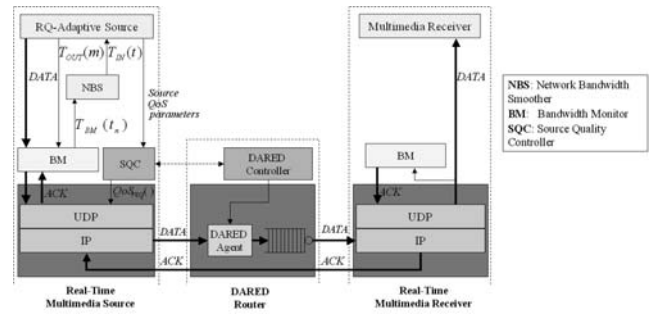 RQ-Adaptive Source
T_OUT(m)
T_IN(t)
DATA
NBS
Source
QoS
parameters
T_BM (t_n)
BM
SQC
ACK
UDP
IP
Real-Time
Multimedia Source
DARED
Controller
DATA
DARED
Agent
ACK
DARED
Router
DATA
ACK
Multimedia Receiver
DATA
BM
ACK
UDP
IP
Real-Time
Multimedia Receiver
NBS: Network Bandwidth
Smoother
BM: Bandwidth Monitor
SQC: Source Quality
Controller